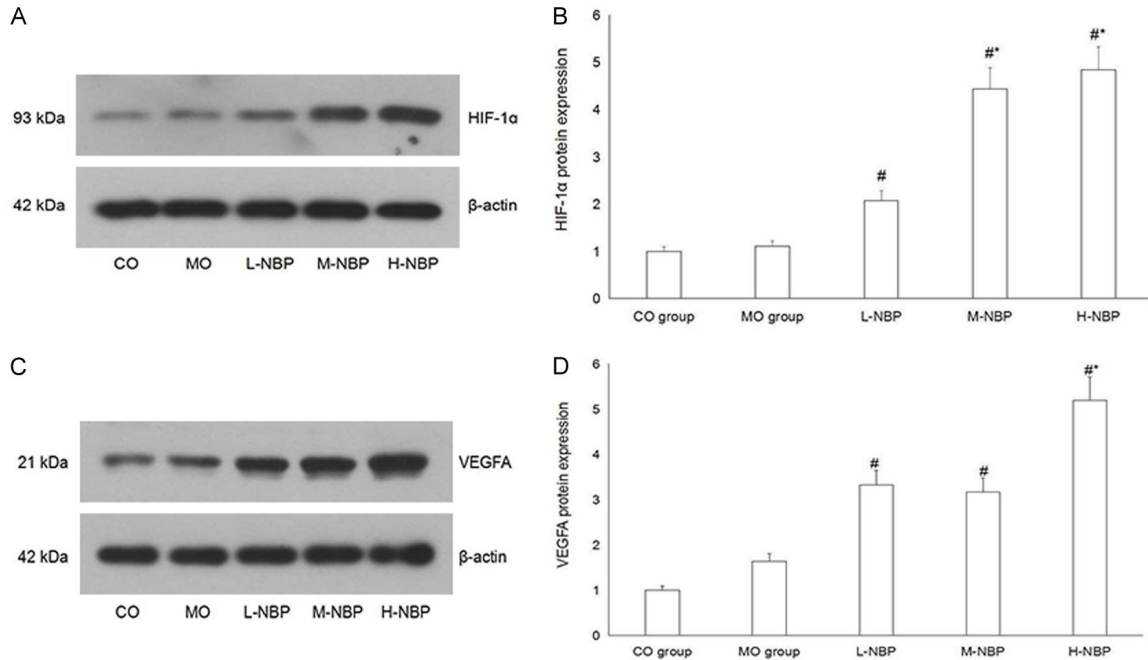 A
93 kDa
HIF-1α
42 kDa
β-actin
CO MO L-NBP M-NBP H-NBP
B
HIF-1α protein expression
6
5
4
3
2
1
0
#
#*
#*
CO group MO group L-NBP M-NBP H-NBP
C
21 kDa
VEGFA
42 kDa
β-actin
CO MO L-NBP M-NBP H-NBP
D
VEGFA protein expression
6
5
4
3
2
1
0
#
#
#*
CO group MO group L-NBP M-NBP H-NBP